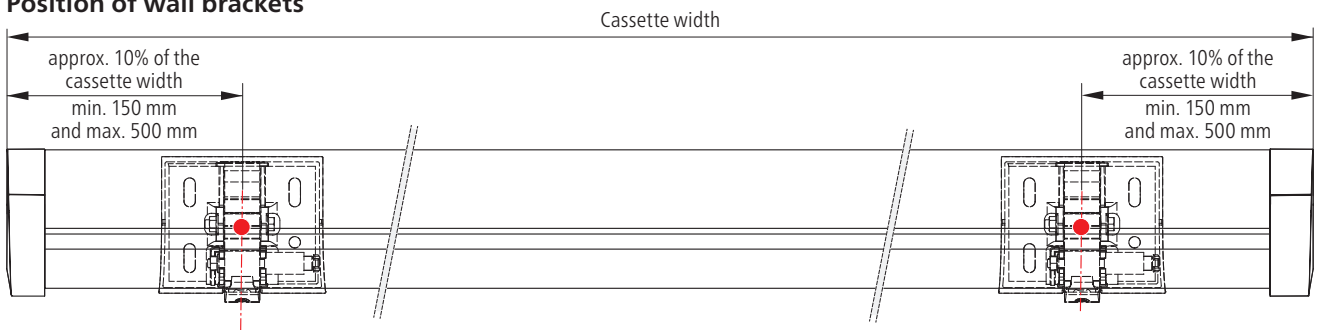 Position of wall brackets
Cassette width
approx. 10% of the
cassette width
min. 150 mm
and max. 500 mm
approx. 10% of the
cassette width
min. 150 mm
and max. 500 mm